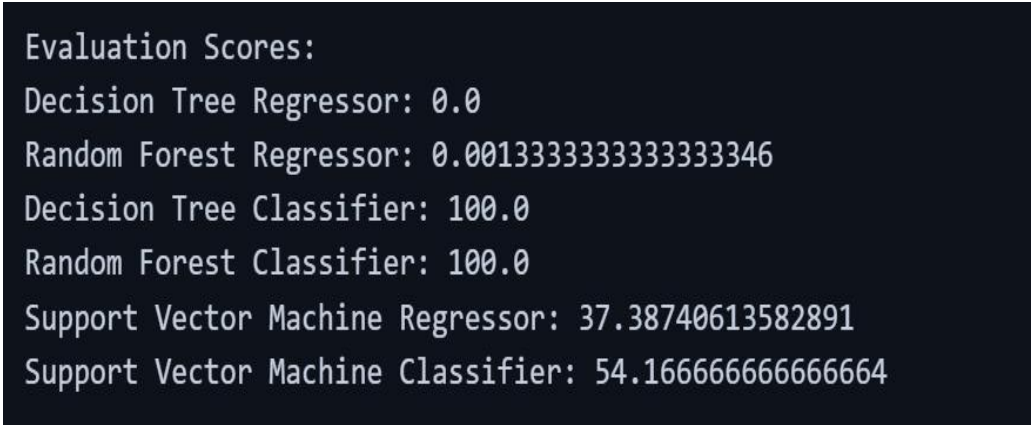 Evaluation Scores:
Decision Tree Regressor: 0.0
Random Forest Regressor: 0.0013333333333333346
Decision Tree Classifier: 100.0
Random Forest Classifier: 100.0
Support Vector Machine Regressor: 37.38740613582891
Support Vector Machine Classifier: 54.166666666666664